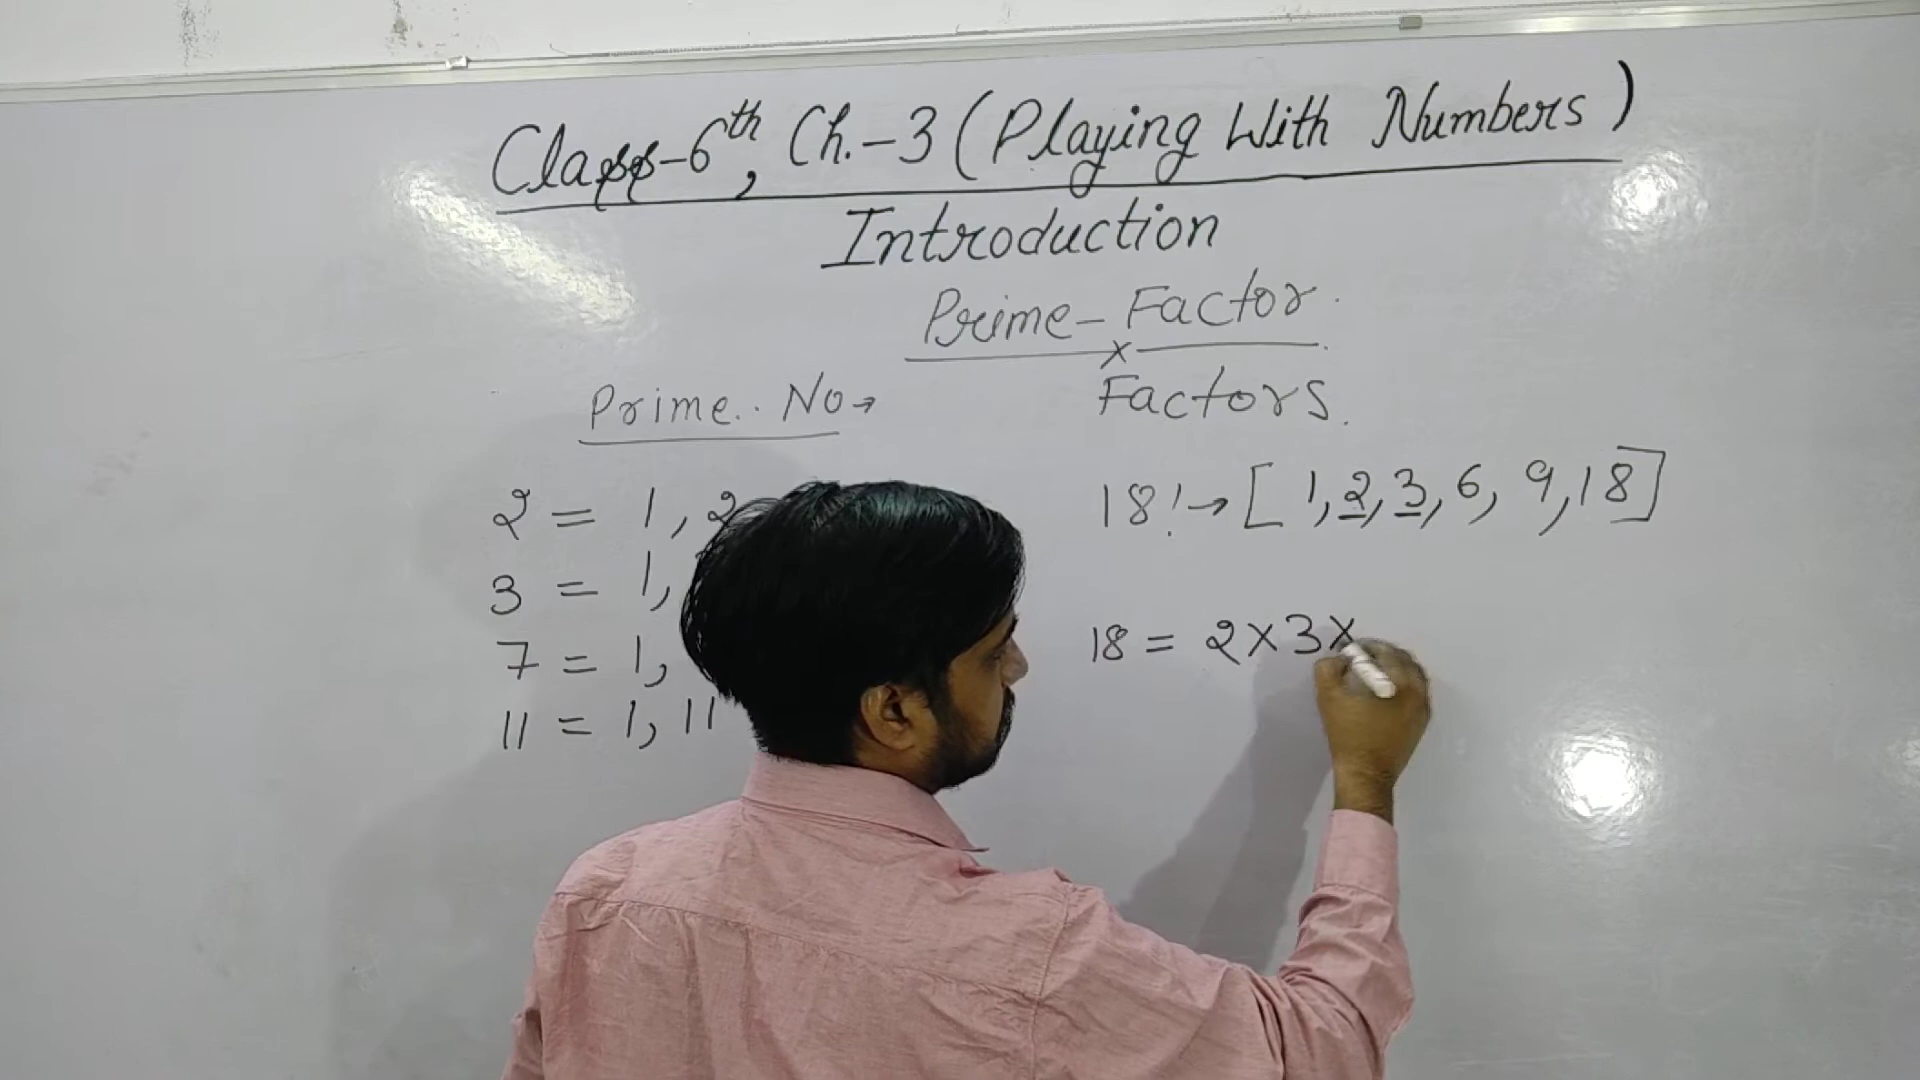 Class-6th, Ch.-3 (Playing With Numbers)
Introduction
Prime-Factor.
Prime.. No→
2 = 1, 2
3 = 1,
7 = 1,
11 = 1, 11
Factors.
18!→ [ 1, 2, 3, 6, 9, 18]
18 = 2×3×